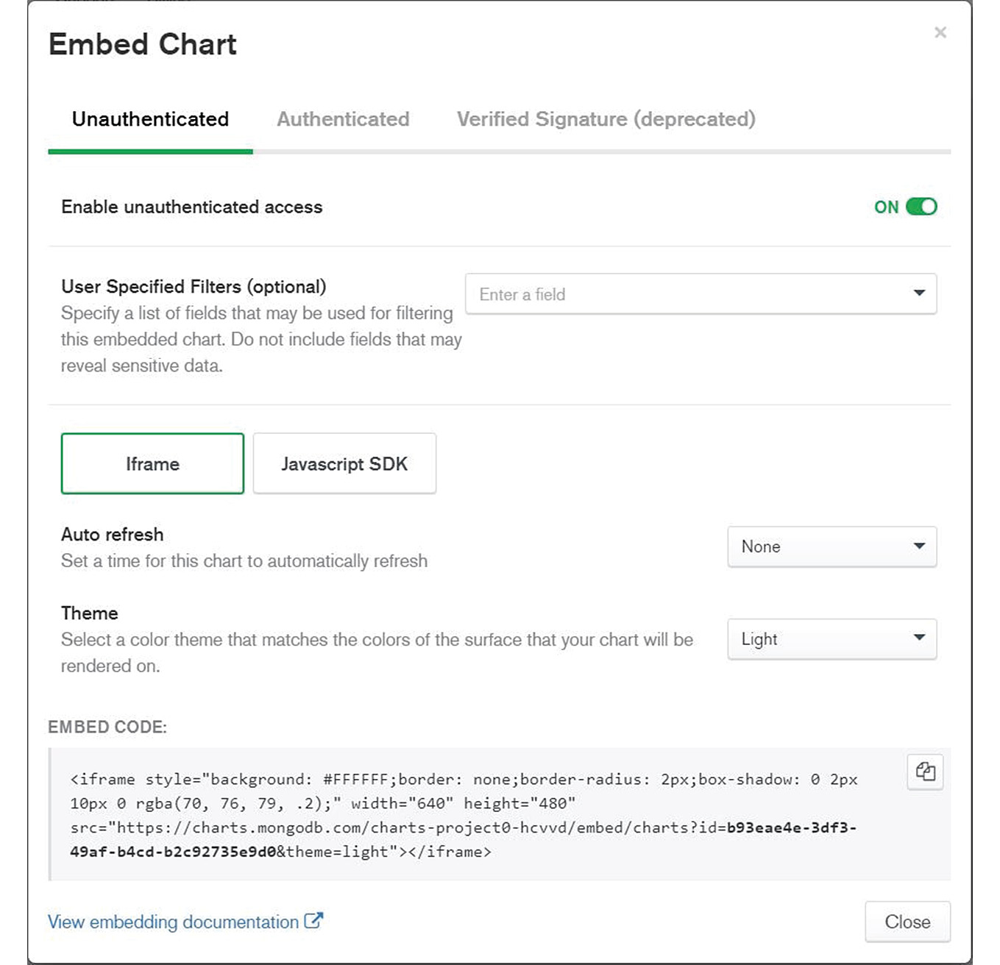 Embed Chart
×
Unauthenticated Authenticated Verified Signature (deprecated)
Enable unauthenticated access ON
User Specified Filters (optional)
Enter a field
Specify a list of fields that may be used for filtering
this embedded chart. Do not include fields that may
reveal sensitive data.
Iframe Javascript SDK
Auto refresh
None
Set a time for this chart to automatically refresh
Theme
Select a color theme that matches the colors of the surface that your chart will be
Light
rendered on.
EMBED CODE:
<iframe style="background: #FFFFFF;border: none;border-radius: 2px;box-shadow: 0 2px
10px 0 rgba(70, 76, 79, .2);" width="640" height="480"
src="https://charts.mongodb.com/charts-project0-hcvvd/embed/charts?id=b93eae4e-3df3-
49af-b4cd-b2c92735e9d0&theme=light"></iframe>
View embedding documentation
Close